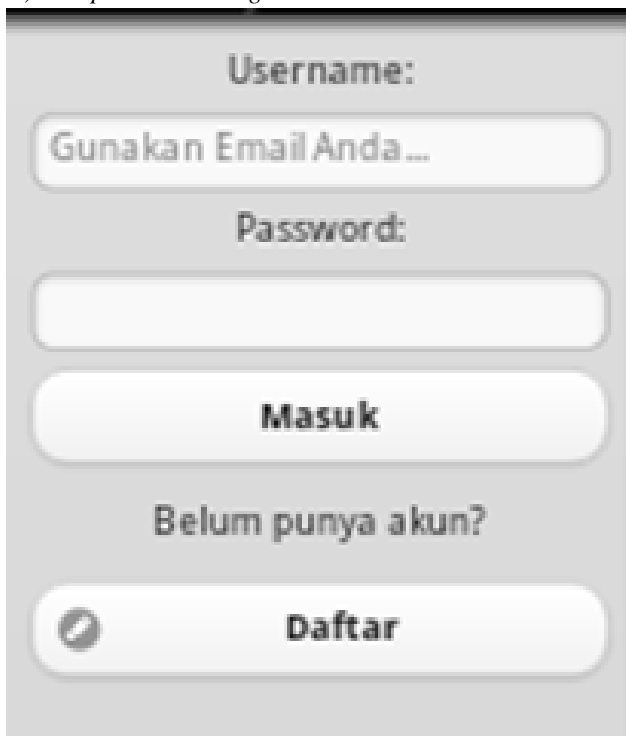 Username:
Gunakan Email Anda...
Password:
Masuk
Belum punya akun?
Daftar